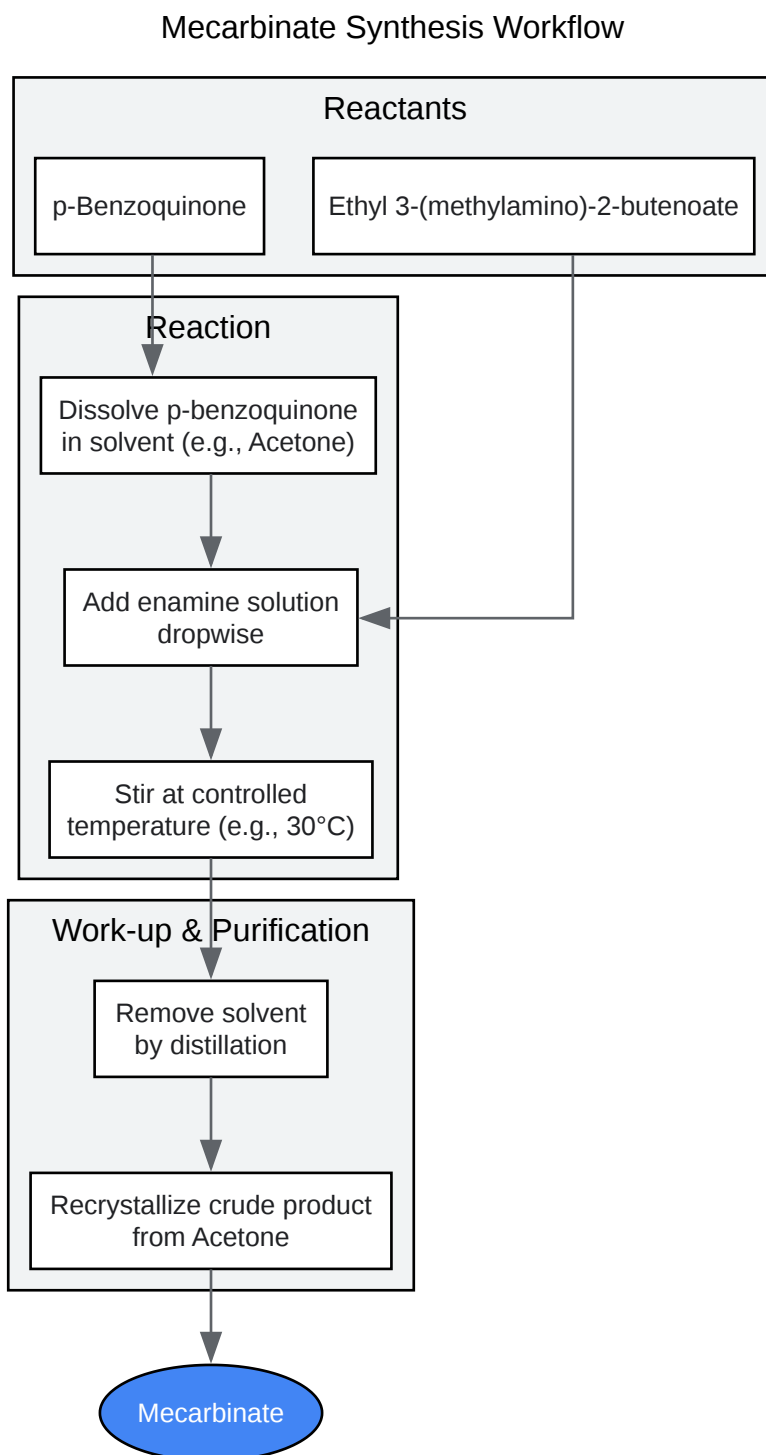 Mecarbinate Synthesis Workflow
Reactants
p-Benzoquinone
Ethyl 3-(methylamino)-2-butenoate
Reaction
Dissolve p-benzoquinone
in solvent (e.g., Acetone)
Add enamine solution
dropwise
Stir at controlled
temperature (e.g., 30°C)
Work-up & Purification
Remove solvent
by distillation
Recrystallize crude product
from Acetone
Mecarbinate